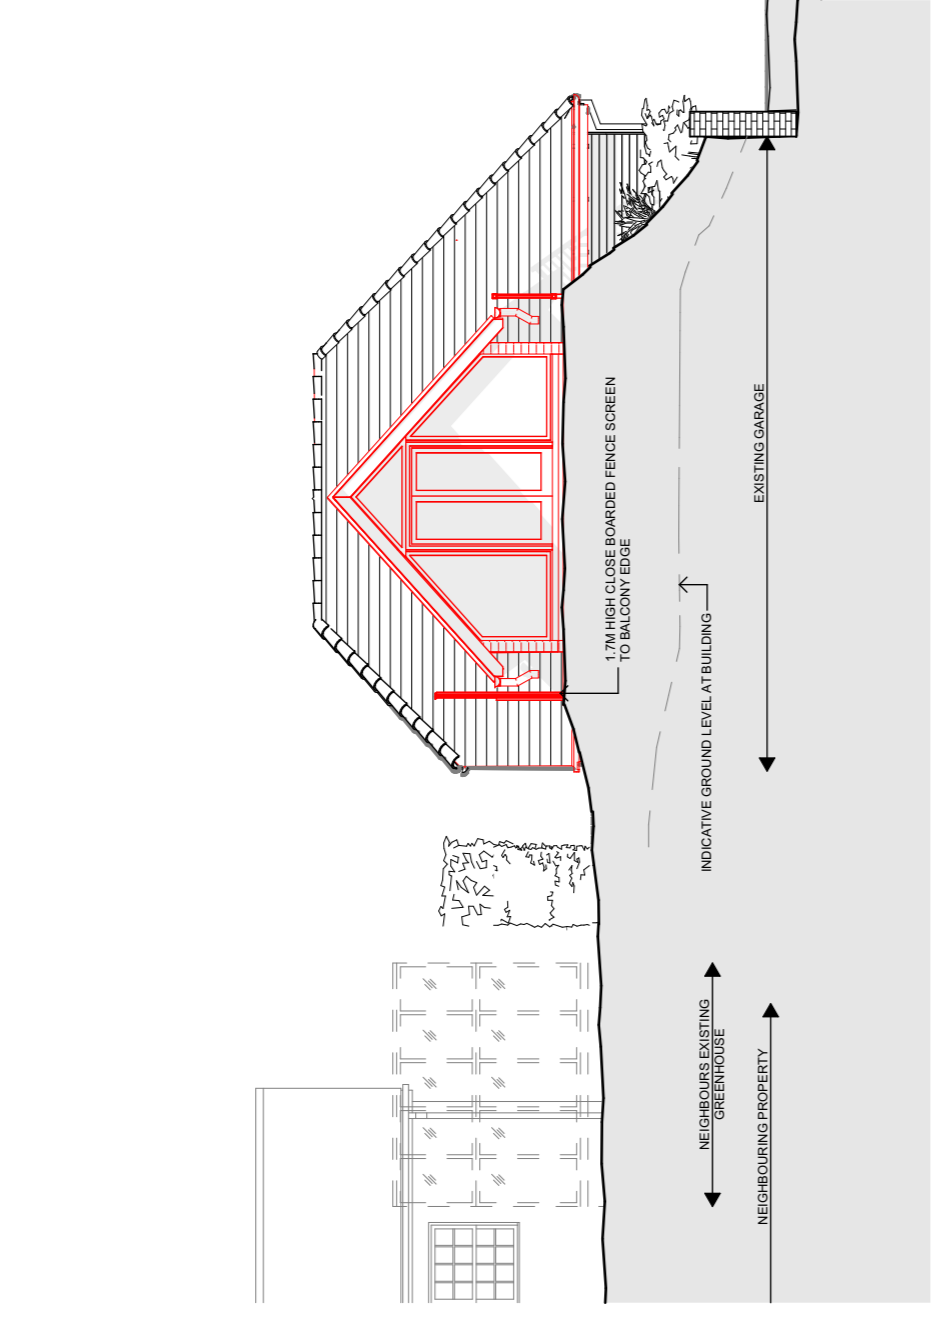 1.7M HIGH CLOSE BOARDED FENCE SCREEN
TO BALCONY EDGE
EXISTING GARAGE
INDICATIVE GROUND LEVEL AT BUILDING
NEIGHBOURS EXISTING
GREENHOUSE
NEIGHBOURING PROPERTY